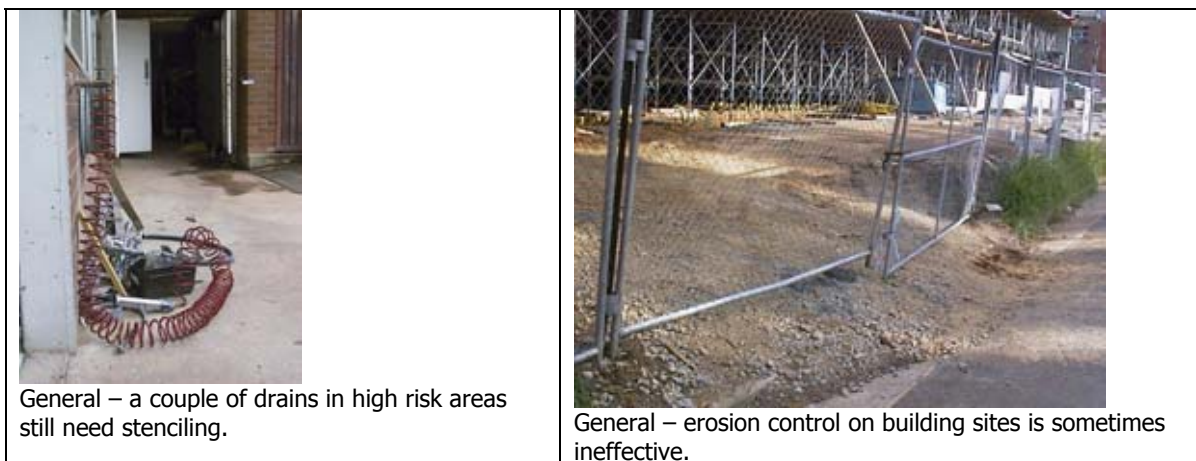 General – a couple of drains in high risk areas
still need stenciling.
General – erosion control on building sites is sometimes
ineffective.